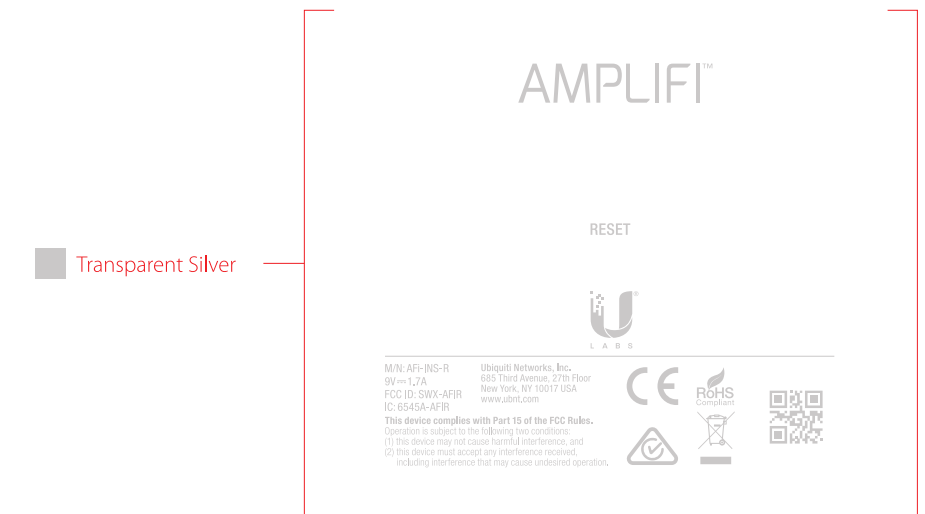 AMPLIFI™
RESET
Transparent Silver
U®
LABS
M/N: AFi-INS-R
9V⎓1.7A
FCC ID: SWX-AFIR
IC: 6545A-AFIR
Ubiquiti Networks, Inc.
685 Third Avenue, 27th Floor
New York, NY 10017 USA
www.ubnt.com
This device complies with Part 15 of the FCC Rules.
Operation is subject to the following two conditions:
(1) this device may not cause harmful interference, and
(2) this device must accept any interference received,
including interference that may cause undesired operation.
CE
RoHS
Compliant